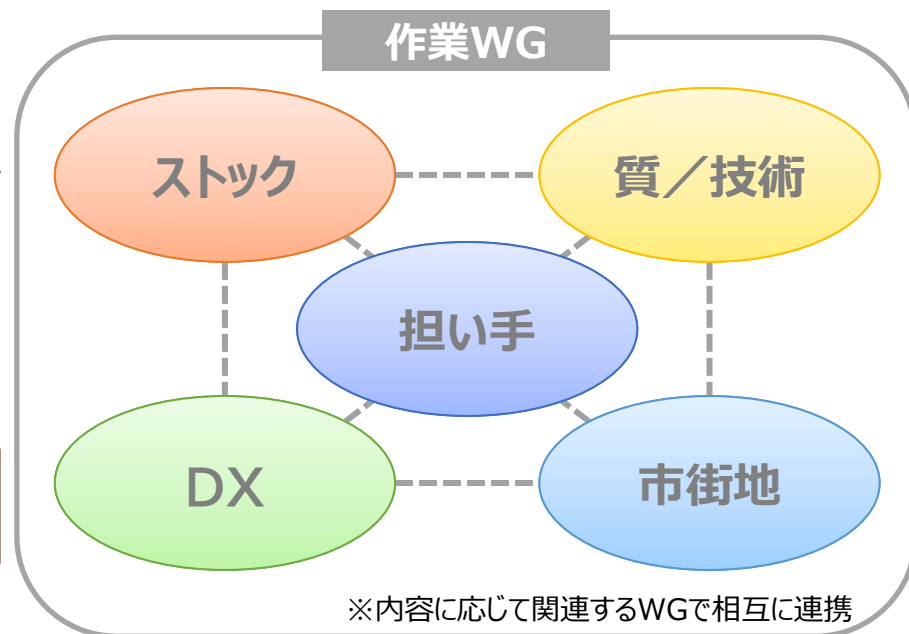 作業WG
ストック
質／技術
担い手
DX
市街地
※内容に応じて関連するWGで相互に連携